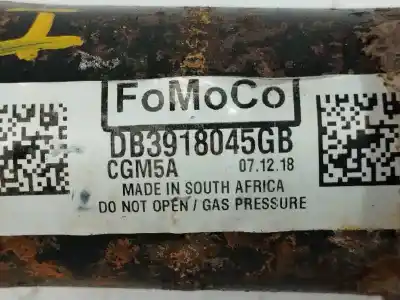 FoMoCo
DB3918045GB
CGM5A 07.12.18
MADE IN SOUTH AFRICA
DO NOT OPEN / GAS PRESSURE